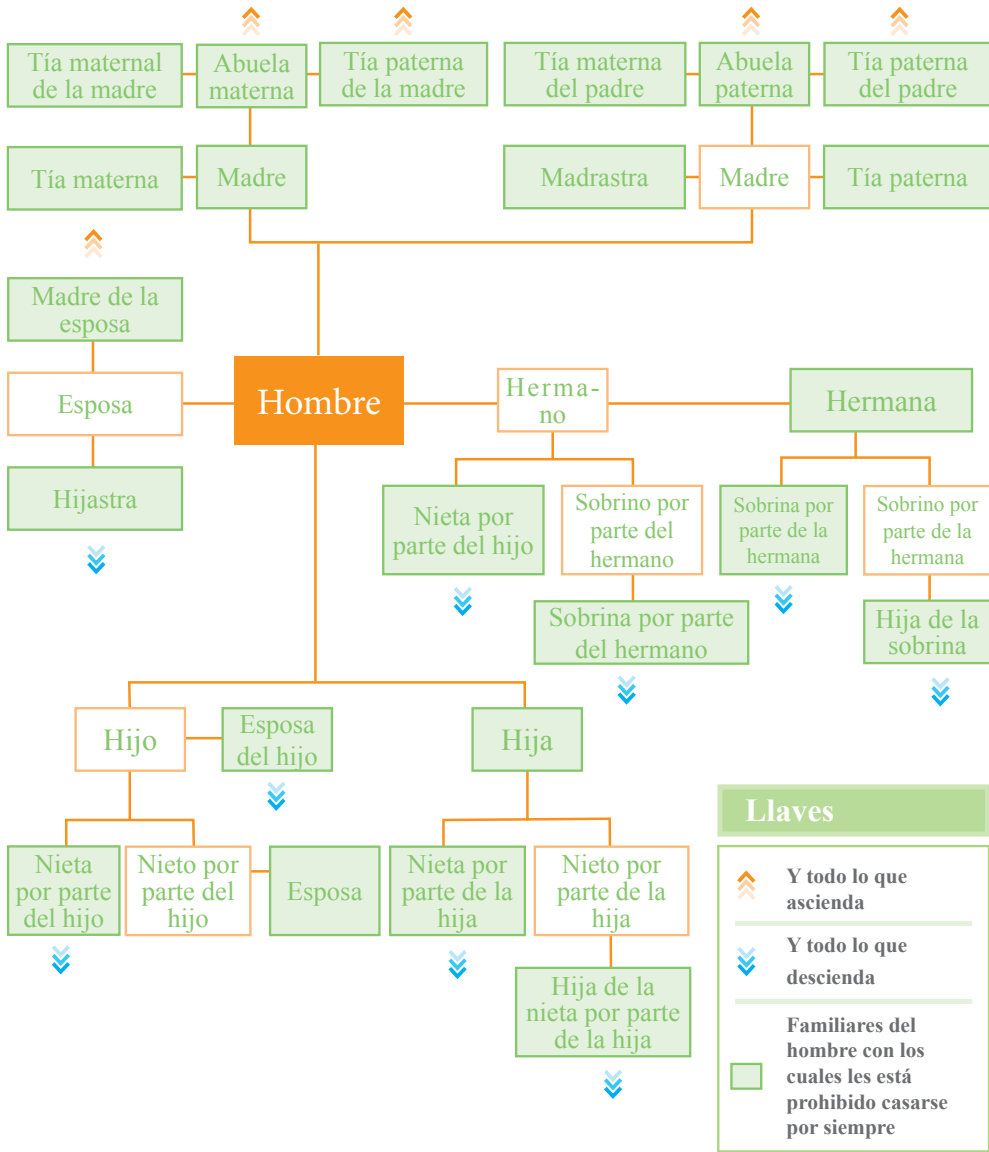 Tía maternal
de la madre
Abuela
materna
Tía paterna
de la madre
Tía materna
del padre
Abuela
paterna
Tía paterna
del padre
Tía materna
Madre
Madrastra
Madre
Tía paterna
Madre de la
esposa
Esposa
Hombre
Herma-
no
Hermana
Hijastra
Nieta por
parte del hijo
Sobrino por
parte del
hermano
Sobrina por
parte de la
hermana
Sobrino por
parte de la
hermana
Sobrina por parte
del hermano
Hija de la
sobrina
Hijo
Esposa
del hijo
Hija
Nieta
por parte
del hijo
Nieto por
parte del
hijo
Esposa
Nieta por
parte de la
hija
Nieto por
parte de la
hija
Hija de la
nieta por parte
de la hija
Llaves
Y todo lo que
ascienda
Y todo lo que
descienda
Familiares del
hombre con los
cuales les está
prohibido casarse
por siempre